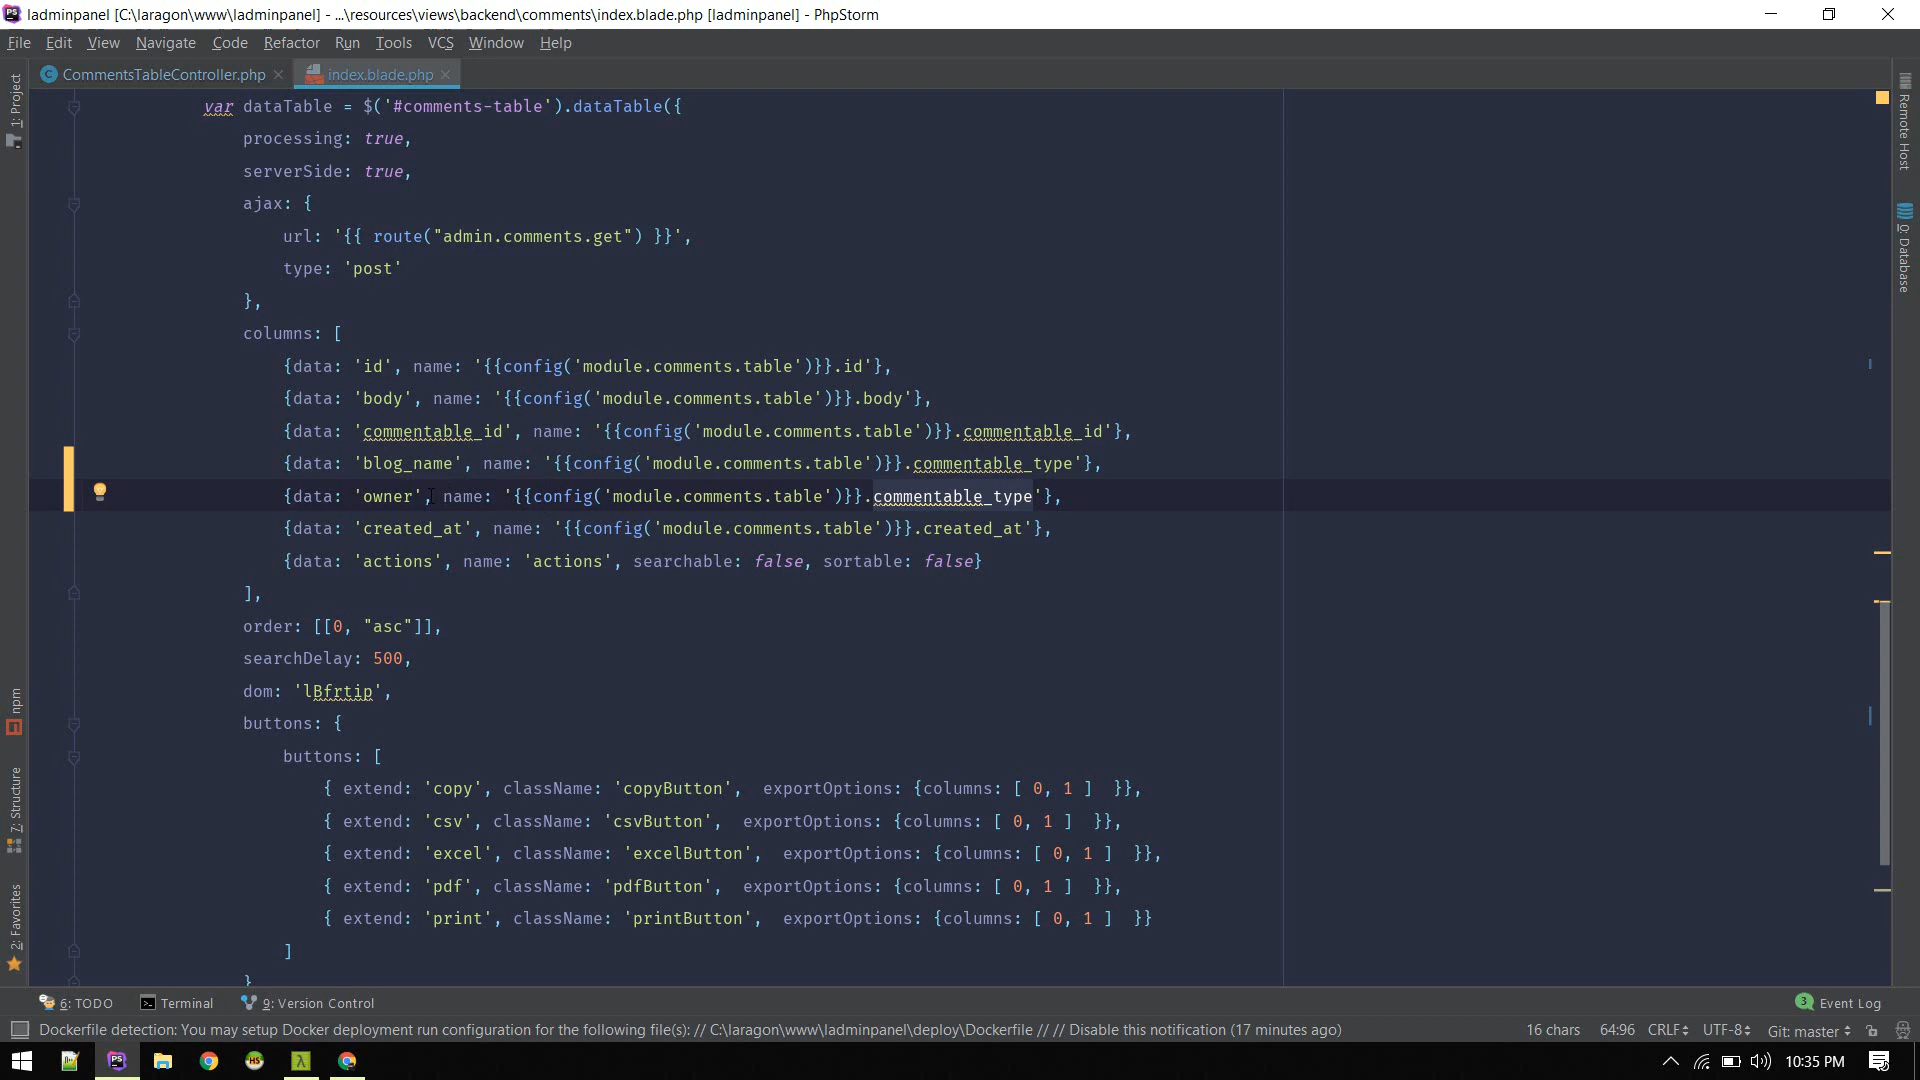 ladminpanel [C:\laragon\www\ladminpanel] - ...\resources\views\backend\comments\index.blade.php [ladminpanel] - PhpStorm
File Edit View Navigate Code Refactor Run Tools VCS Window Help
CommentsTableController.php index.blade.php
1: Project
Remote Host
0: Database
npm
7: Structure
2: Favorites
var dataTable = $('#comments-table').dataTable({
processing: true,
serverSide: true,
ajax: {
url: '{{ route("admin.comments.get") }}',
type: 'post'
},
columns: [
{data: 'id', name: '{{config('module.comments.table')}}.id'},
{data: 'body', name: '{{config('module.comments.table')}}.body'},
{data: 'commentable_id', name: '{{config('module.comments.table')}}.commentable_id'},
{data: 'blog_name', name: '{{config('module.comments.table')}}.commentable_type'},
{data: 'owner', name: '{{config('module.comments.table')}}.commentable_type'},
{data: 'created_at', name: '{{config('module.comments.table')}}.created_at'},
{data: 'actions', name: 'actions', searchable: false, sortable: false}
],
order: [[0, "asc"]],
searchDelay: 500,
dom: 'lBfrtip',
buttons: {
buttons: [
{ extend: 'copy', className: 'copyButton',  exportOptions: {columns: [ 0, 1 ]  }},
{ extend: 'csv', className: 'csvButton',  exportOptions: {columns: [ 0, 1 ]  }},
{ extend: 'excel', className: 'excelButton',  exportOptions: {columns: [ 0, 1 ]  }},
{ extend: 'pdf', className: 'pdfButton',  exportOptions: {columns: [ 0, 1 ]  }},
{ extend: 'print', className: 'printButton',  exportOptions: {columns: [ 0, 1 ]  }}
]
}
6: TODO Terminal 9: Version Control 3 Event Log
Dockerfile detection: You may setup Docker deployment run configuration for the following file(s): // C:\laragon\www\ladminpanel\deploy\Dockerfile // // Disable this notification (17 minutes ago) 16 chars 64:96 CRLF UTF-8 Git: master
10:35 PM